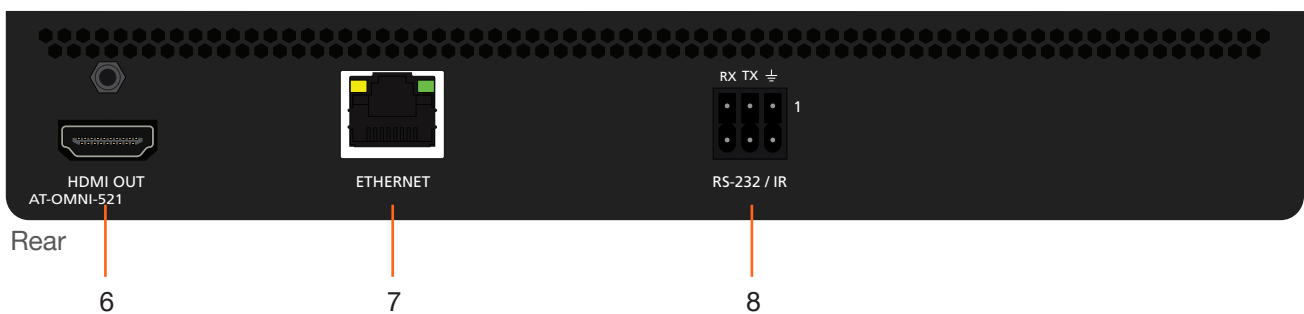 RX TX ⏚
1
HDMI OUT
ETHERNET
RS-232 / IR
AT-OMNI-521
Rear
6
7
8